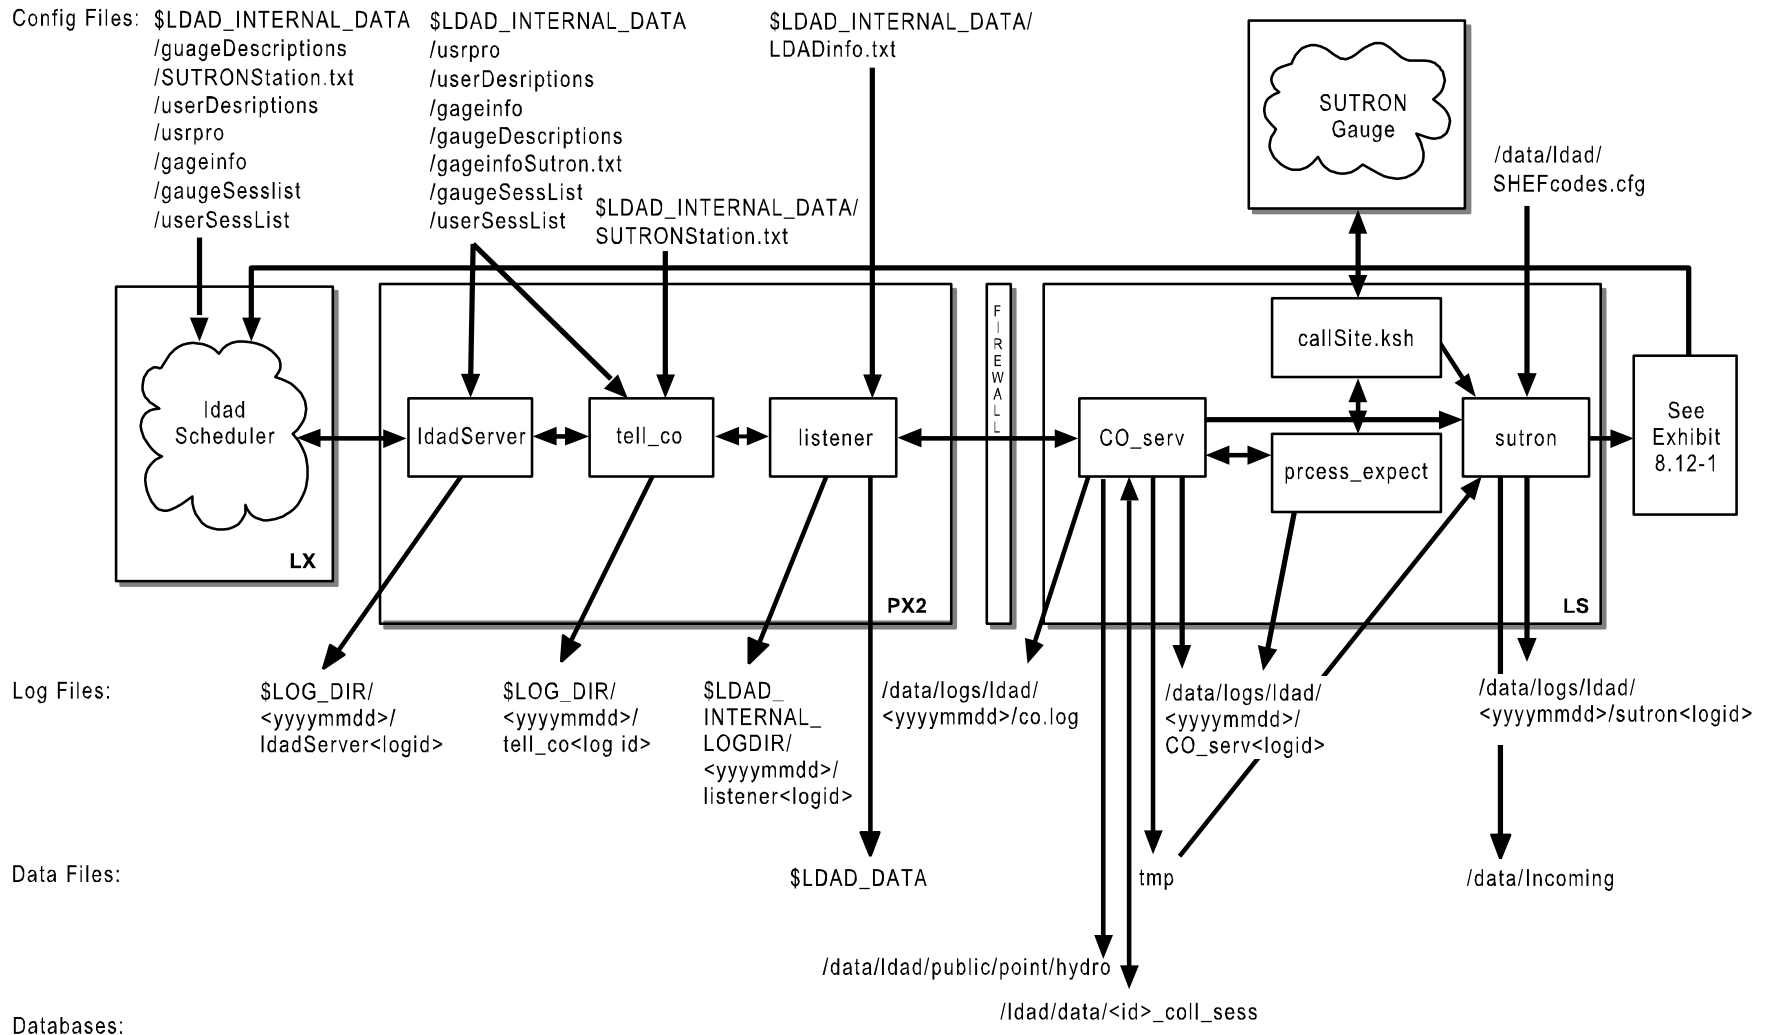 Config Files:
$LDAD_INTERNAL_DATA
/guageDescriptions
/SUTRONStation.txt
/userDesriptions
/usrpro
/gageinfo
/gaugeSesslist
/userSessList
$LDAD_INTERNAL_DATA
/usrpro
/userDesriptions
/gageinfo
/gaugeDescriptions
/gageinfoSutron.txt
/gaugeSessList
/userSessList
$LDAD_INTERNAL_DATA/
SUTRONStation.txt
$LDAD_INTERNAL_DATA/
LDADinfo.txt
SUTRON
Gauge
/data/ldad/
SHEFcodes.cfg
ldad
Scheduler
LX
ldadServer
tell_co
listener
PX2
FIREWALL
CO_serv
callSite.ksh
prcess_expect
sutron
LS
See
Exhibit
8.12-1
Log Files:
$LOG_DIR/
<yyyymmdd>/
ldadServer<logid>
$LOG_DIR/
<yyyymmdd>/
tell_co<log id>
$LDAD_
INTERNAL_
LOGDIR/
<yyyymmdd>/
listener<logid>
/data/logs/ldad/
<yyyymmdd>/co.log
/data/logs/ldad/
<yyyymmdd>/
CO_serv<logid>
/data/logs/ldad/
<yyyymmdd>/sutron<logid>
Data Files:
$LDAD_DATA
tmp
/data/Incoming
/data/ldad/public/point/hydro
/ldad/data/<id>_coll_sess
Databases: